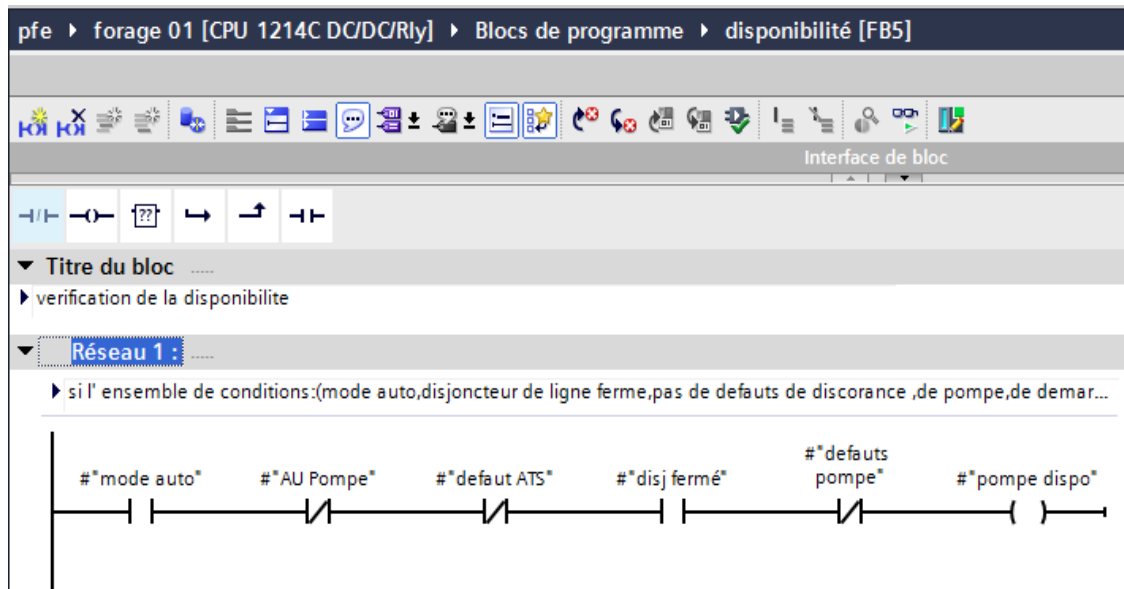 pfe ▸ forage 01 [CPU 1214C DC/DC/Rly] ▸ Blocs de programme ▸ disponibilité [FB5]
Interface de bloc
??
Titre du bloc .....
verification de la disponibilite
Réseau 1 : .....
si l' ensemble de conditions:(mode auto,disjoncteur de ligne ferme,pas de defauts de discorance ,de pompe,de demar...
#"mode auto" #"AU Pompe" #"defaut ATS" #"disj fermé" #"defauts pompe" #"pompe dispo"